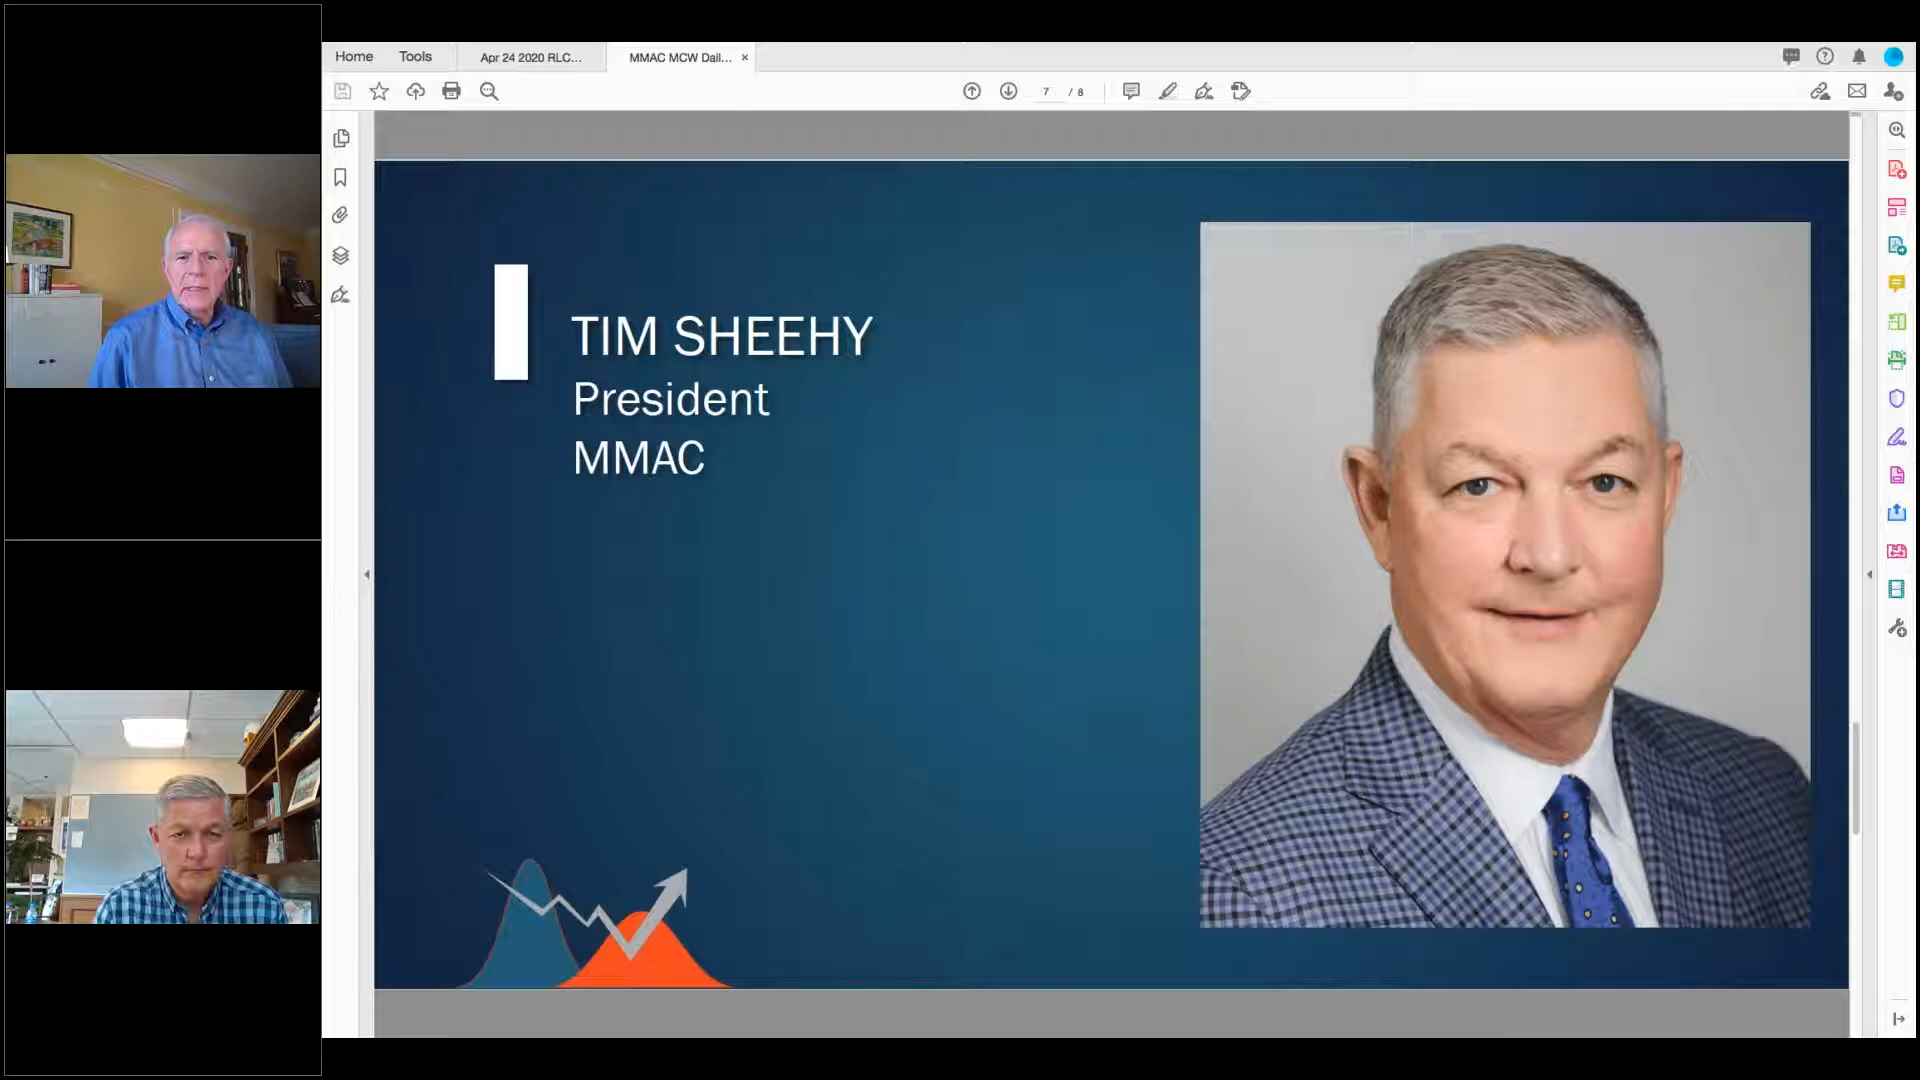 Home Tools Apr 24 2020 RLC... MMAC MCW Dail... ×
7 / 8
TIM SHEEHY
President
MMAC